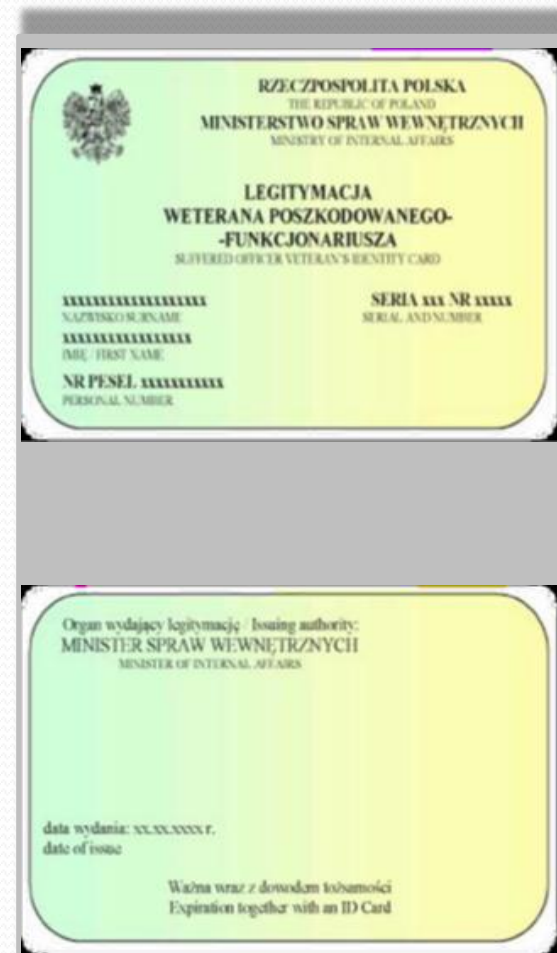 RZECZPOSPOLITA POLSKA
THE REPUBLIC OF POLAND
MINISTERSTWO SPRAW WEWNĘTRZNYCH
MINISTRY OF INTERNAL AFFAIRS
LEGITYMACJA
WETERANA POSZKODOWANEGO-
-FUNKCJONARIUSZA
SUFFERED OFFICER VETERAN'S IDENTITY CARD
xxxxxxxxxxxxxxxxxxx
NAZWISKO/SURNAME
SERIA xxx NR xxxxx
SERIAL AND NUMBER
xxxxxxxxxxxxxxxxx
IMIĘ / FIRST NAME
NR PESEL xxxxxxxxxxx
PERSONAL NUMBER
Organ wydający legitymację / Issuing authority:
MINISTER SPRAW WEWNĘTRZNYCH
MINISTER OF INTERNAL AFFAIRS
data wydania: xx.xx.xxxx r.
date of issue
Ważna wraz z dowodem tożsamości
Expiration together with an ID Card